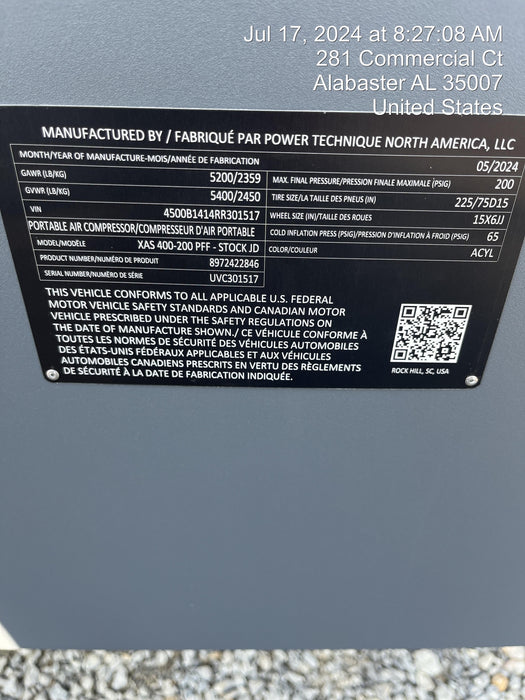 Jul 17, 2024 at 8:27:08 AM
281 Commercial Ct
Alabaster AL 35007
United States
MANUFACTURED BY / FABRIQUÉ PAR POWER TECHNIQUE NORTH AMERICA, LLC
MONTH/YEAR OF MANUFACTURE-MOIS/ANNÉE DE FABRICATION 05/2024
GAWR (LB/KG) 5200/2359
GVWR (LB/KG) 5400/2450
VIN 4500B1414RR301517
PORTABLE AIR COMPRESSOR/COMPRESSEUR D'AIR PORTABLE
MODEL/MODÈLE XAS 400-200 PFF - STOCK JD
PRODUCT NUMBER/NUMÉRO DE PRODUIT 8972422846
SERIAL NUMBER/NUMÉRO DE SÉRIE UVC301517
MAX. FINAL PRESSURE/PRESSION FINALE MAXIMALE (PSIG) 200
TIRE SIZE/LA TAILLE DES PNEUS (IN) 225/75D15
WHEEL SIZE (IN)/TAILLE DES ROUES 15X6JJ
COLD INFLATION PRESS (PSIG)/PRESSION D'INFLATION À FROID (PSIG) 65
COLOR/COULEUR ACYL
THIS VEHICLE CONFORMS TO ALL APPLICABLE U.S. FEDERAL
MOTOR VEHICLE SAFETY STANDARDS AND CANADIAN MOTOR
VEHICLE PRESCRIBED UNDER THE SAFETY REGULATIONS ON
THE DATE OF MANUFACTURE SHOWN./ CE VÉHICULE CONFORME À
TOUTES LES NORMES DE SÉCURITÉ DES VÉHICULES AUTOMOBILES
DES ÉTATS-UNIS FÉDÉRAUX APPLICABLES ET AUX VÉHICULES
AUTOMOBILES CANADIENS PRESCRITS EN VERTU DES RÈGLEMENTS
DE SÉCURITÉ À LA DATE DE FABRICATION INDIQUÉE.
ROCK HILL, SC, USA